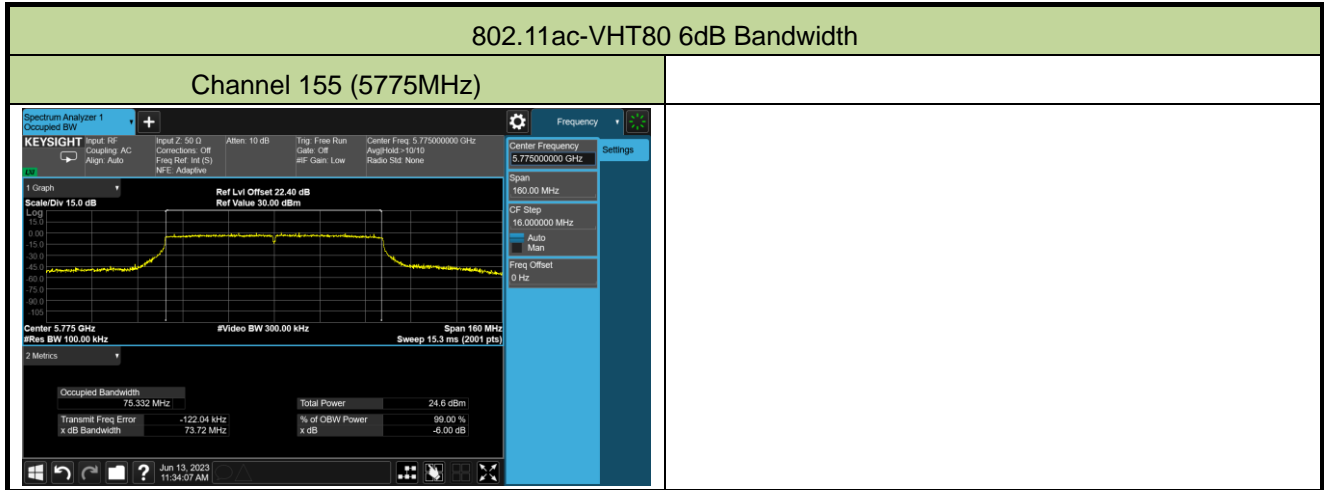 802.11ac-VHT80 6dB Bandwidth
Channel 155 (5775MHz)
Spectrum Analyzer 1
Occupied BW
+
Frequency
KEYSIGHT
Input: RF
Coupling: AC
Align: Auto
Input Z: 50 Ω
Corrections: Off
Freq Ref: Int (S)
NFE: Adaptive
Atten: 10 dB
Trig: Free Run
Gate: Off
#IF Gain: Low
Center Freq: 5.775000000 GHz
Avg|Hold:>10/10
Radio Std: None
Center Frequency
5.775000000 GHz
Settings
Span
160.00 MHz
CF Step
16.000000 MHz
Auto
Man
Freq Offset
0 Hz
1 Graph
Scale/Div 15.0 dB
Ref Lvl Offset 22.40 dB
Ref Value 30.00 dBm
Log
15.0
0.00
-15.0
-30.0
-45.0
-60.0
-75.0
-90.0
-105
Center 5.775 GHz
#Video BW 300.00 kHz
Span 160 MHz
#Res BW 100.00 kHz
Sweep 15.3 ms (2001 pts)
2 Metrics
Occupied Bandwidth
75.332 MHz
Total Power 24.6 dBm
Transmit Freq Error -122.04 kHz
% of OBW Power 99.00 %
x dB Bandwidth 73.72 MHz
x dB -6.00 dB
?
Jun 13, 2023
11:34:07 AM